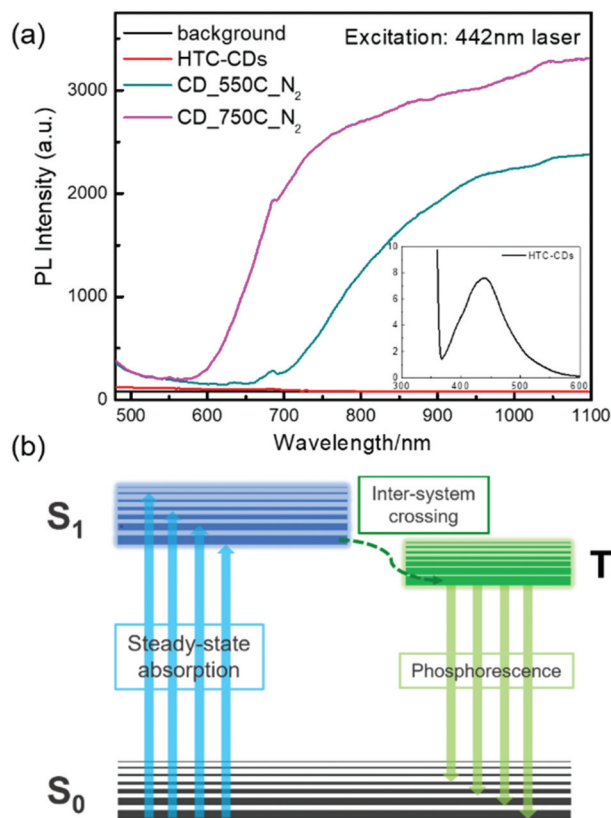 (a)
background
HTC-CDs
CD_550C_N₂
CD_750C_N₂
Excitation: 442nm laser
PL Intensity (a.u.)
3000
2000
1000
0
500 600 700 800 900 1000 1100
Wavelength/nm
HTC-CDs
10
8
6
4
2
0
300 400 500 600
(b)
S₁
Inter-system
crossing
T
Steady-state
absorption
Phosphorescence
S₀